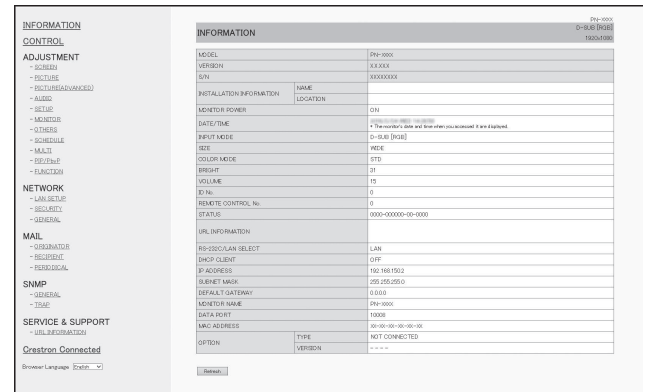 INFORMATION
CONTROL
ADJUSTMENT
- SCREEN
- PICTURE
- PICTURE(ADVANCED)
- AUDIO
- SETUP
- MONITOR
- OTHERS
- SCHEDULE
- MULTI
- PIP/PbyP
- FUNCTION
NETWORK
- LAN SETUP
- SECURITY
- GENERAL
MAIL
- ORIGINATOR
- RECIPIENT
- PERIODICAL
SNMP
- GENERAL
- TRAP
SERVICE & SUPPORT
- URL INFORMATION
Crestron Connected
Browser Language English
PN-XXXX
INFORMATION D-SUB [RGB]
1920x1080
MODEL PN-XXXX
VERSION XX.XXX
S/N XXXXXXXX
INSTALLATION INFORMATION NAME
LOCATION
MONITOR POWER ON
DATE/TIME
* The monitor's date and time when you accessed it are displayed.
INPUT MODE D-SUB [RGB]
SIZE WIDE
COLOR MODE STD
BRIGHT 31
VOLUME 15
ID No. 0
REMOTE CONTROL No. 0
STATUS 0000-000000-00-0000
URL INFORMATION
RS-232C/LAN SELECT LAN
DHCP CLIENT OFF
IP ADDRESS 192.168.150.2
SUBNET MASK 255.255.255.0
DEFAULT GATEWAY 0.0.0.0
MONITOR NAME PN-XXXX
DATA PORT 10008
MAC ADDRESS XX-XX-XX-XX-XX-XX
OPTION TYPE NOT CONNECTED
VERSION ----
Refresh